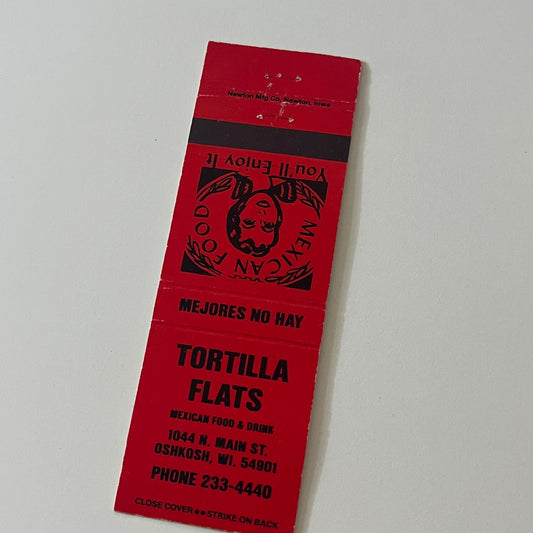 Newton Mfg Co. Newton, Iowa
You'll Enjoy It
MEXICAN FOOD
MEJORES NO HAY
TORTILLA
FLATS
MEXICAN FOOD & DRINK
1044 N. MAIN ST.
OSHKOSH, WI. 54901
PHONE 233-4440
CLOSE COVER ●● STRIKE ON BACK